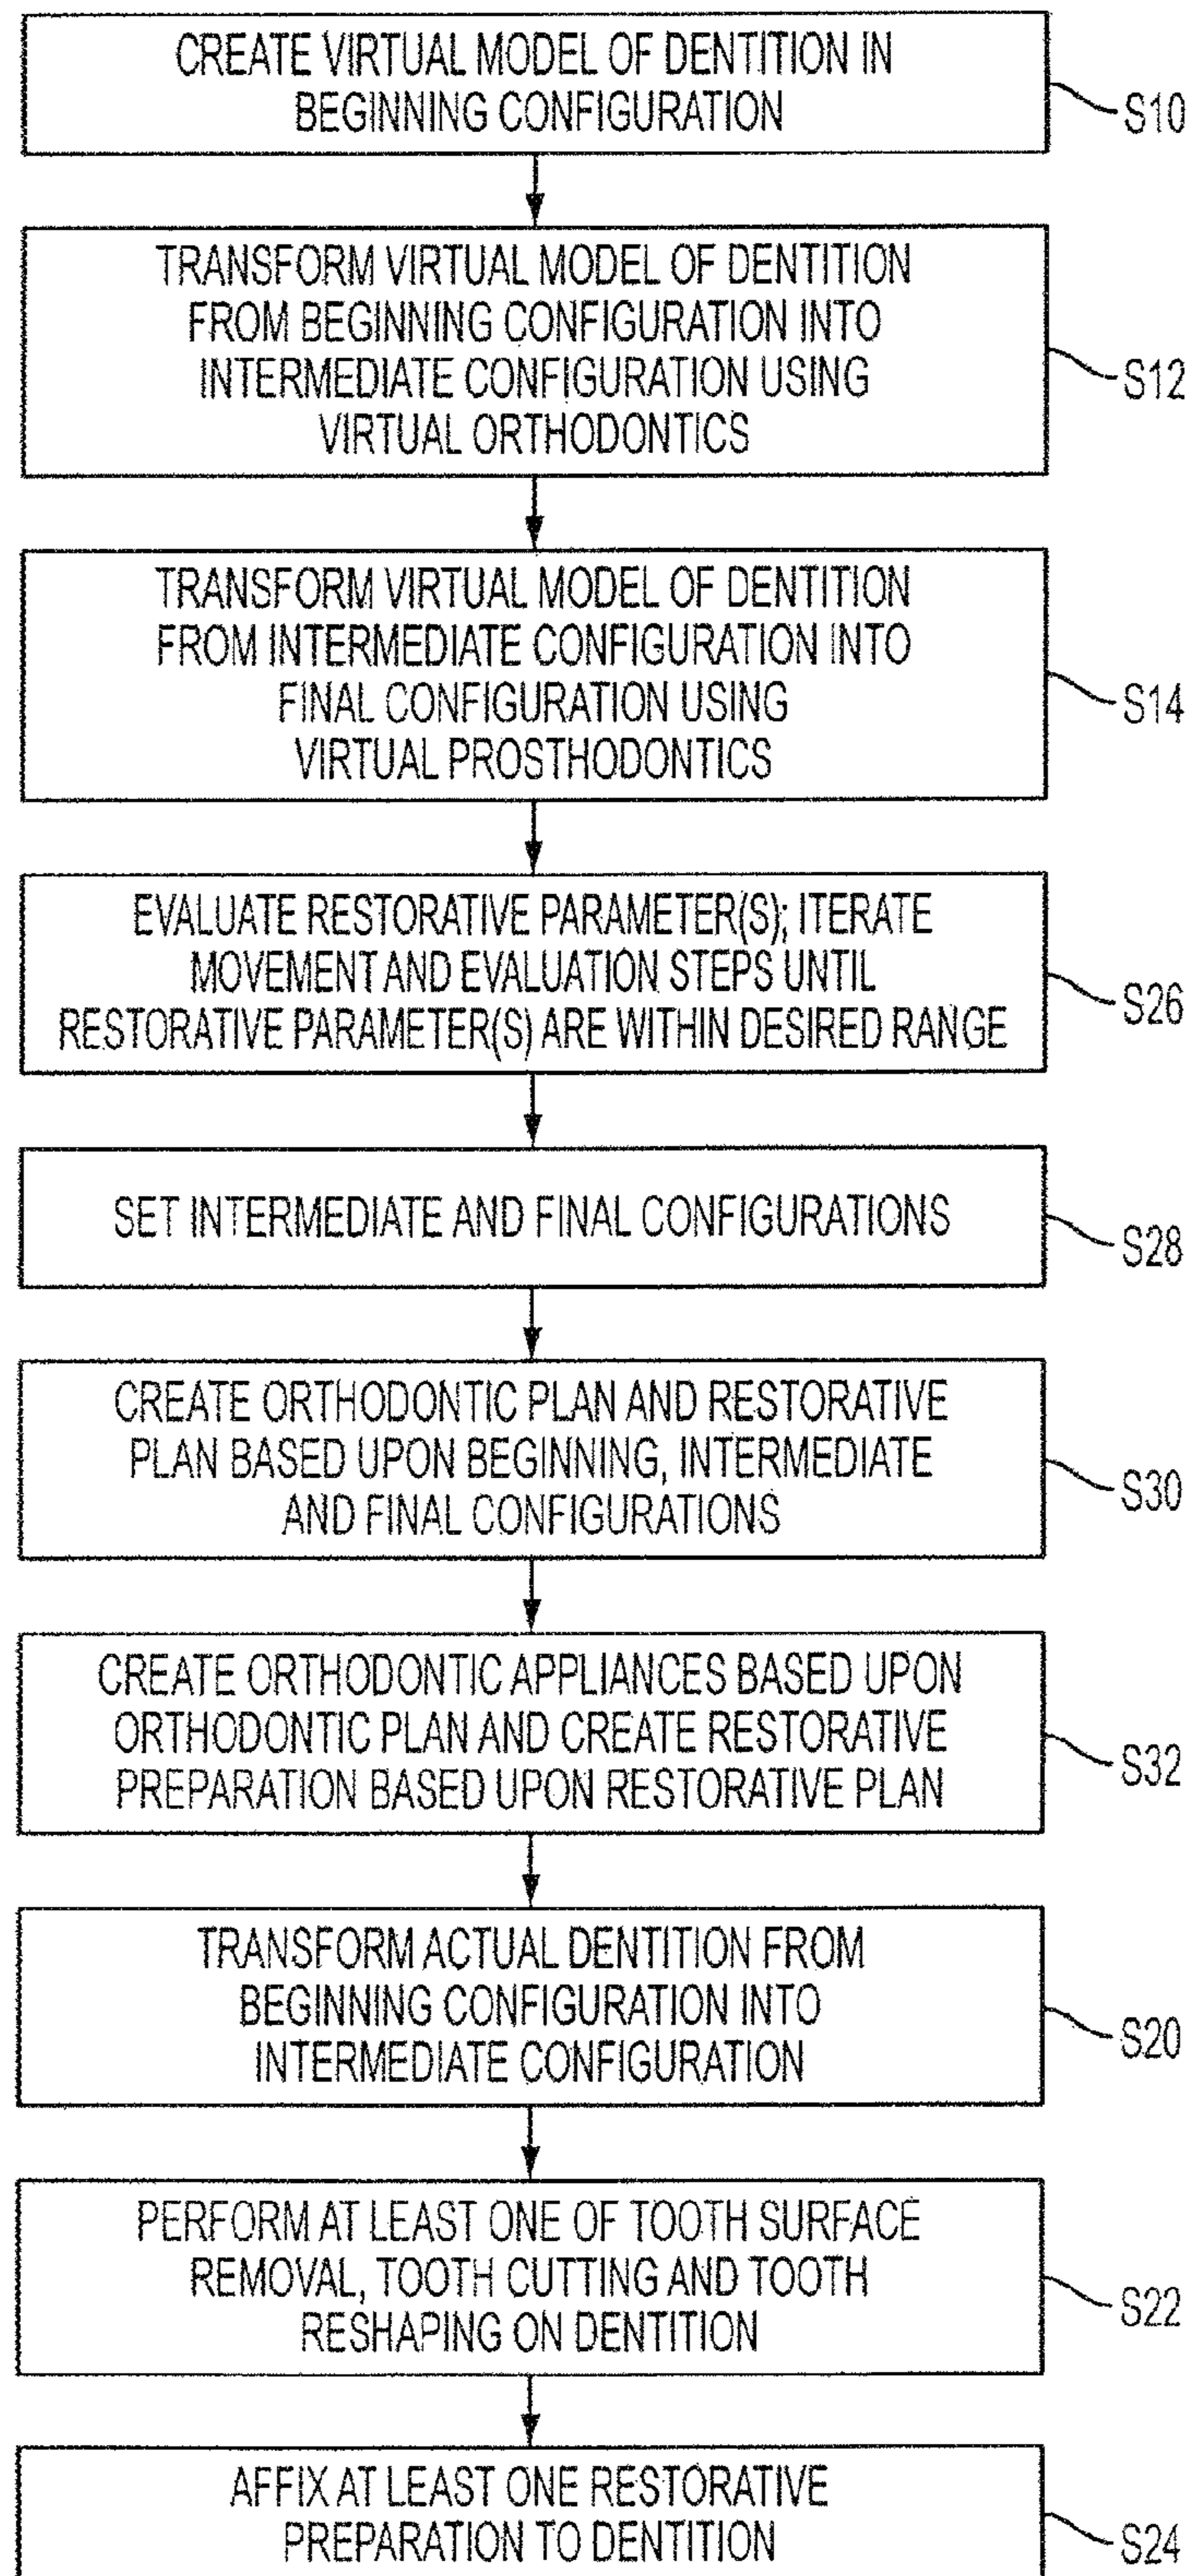 CREATE VIRTUAL MODEL OF DENTITION IN
BEGINNING CONFIGURATION
S10
TRANSFORM VIRTUAL MODEL OF DENTITION
FROM BEGINNING CONFIGURATION INTO
INTERMEDIATE CONFIGURATION USING
VIRTUAL ORTHODONTICS
S12
TRANSFORM VIRTUAL MODEL OF DENTITION
FROM INTERMEDIATE CONFIGURATION INTO
FINAL CONFIGURATION USING
VIRTUAL PROSTHODONTICS
S14
EVALUATE RESTORATIVE PARAMETER(S); ITERATE
MOVEMENT AND EVALUATION STEPS UNTIL
RESTORATIVE PARAMETER(S) ARE WITHIN DESIRED RANGE
S26
SET INTERMEDIATE AND FINAL CONFIGURATIONS
S28
CREATE ORTHODONTIC PLAN AND RESTORATIVE
PLAN BASED UPON BEGINNING, INTERMEDIATE
AND FINAL CONFIGURATIONS
S30
CREATE ORTHODONTIC APPLIANCES BASED UPON
ORTHODONTIC PLAN AND CREATE RESTORATIVE
PREPARATION BASED UPON RESTORATIVE PLAN
S32
TRANSFORM ACTUAL DENTITION FROM
BEGINNING CONFIGURATION INTO
INTERMEDIATE CONFIGURATION
S20
PERFORM AT LEAST ONE OF TOOTH SURFACE
REMOVAL, TOOTH CUTTING AND TOOTH
RESHAPING ON DENTITION
S22
AFFIX AT LEAST ONE RESTORATIVE
PREPARATION TO DENTITION
S24